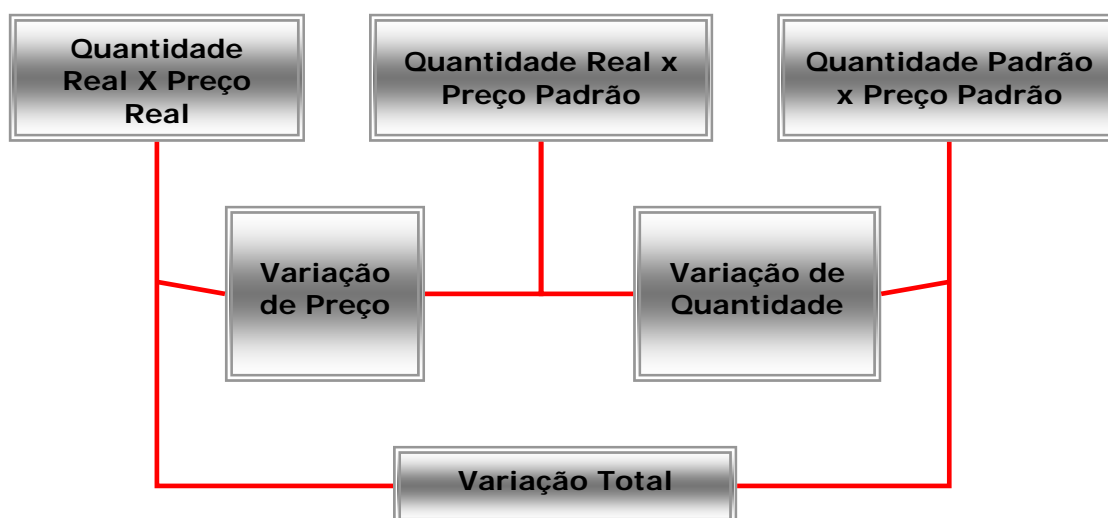 Quantidade
Real X Preço
Real
Quantidade Real x
Preço Padrão
Quantidade Padrão
x Preço Padrão
Variação
de Preço
Variação de
Quantidade
Variação Total